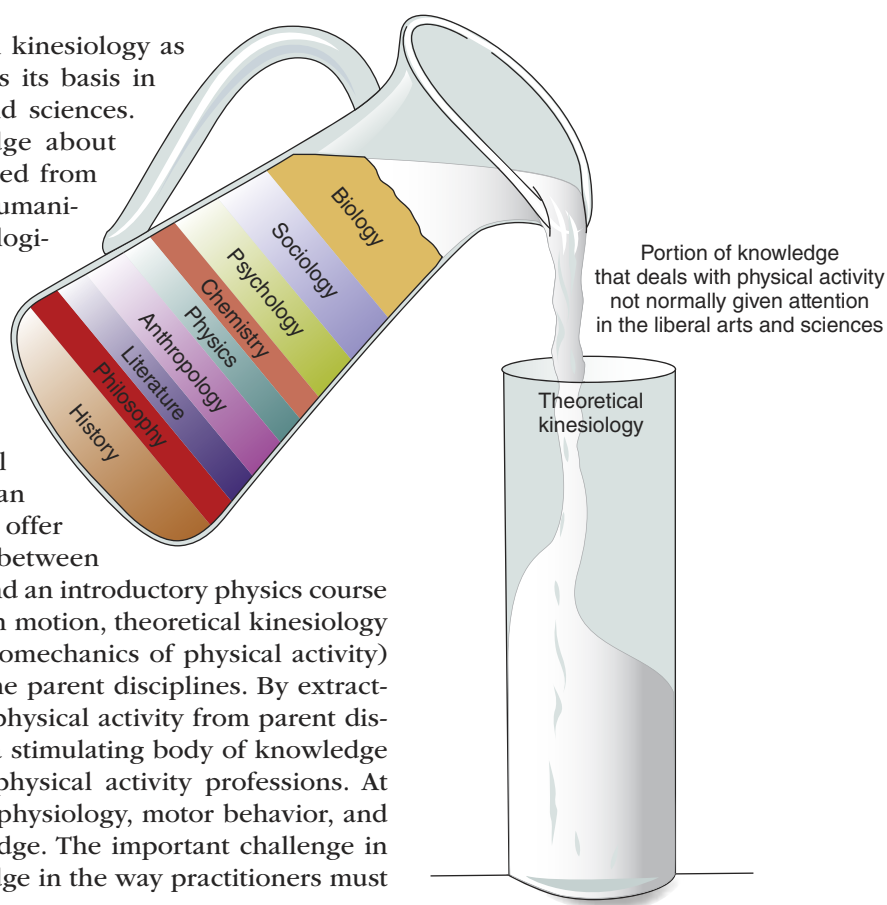 l kinesiology as
s its basis in
nd sciences.
dge about
ed from
umani-
logi-
l
an
offer
between
nd an introductory physics course
n motion, theoretical kinesiology
omechanics of physical activity)
he parent disciplines. By extract-
physical activity from parent dis-
a stimulating body of knowledge
physical activity professions. At
physiology, motor behavior, and
dge. The important challenge in
dge in the way practitioners must
History
Philosophy
Literature
Anthropology
Physics
Chemistry
Psychology
Sociology
Biology
Portion of knowledge
that deals with physical activity
not normally given attention
in the liberal arts and sciences
Theoretical
kinesiology